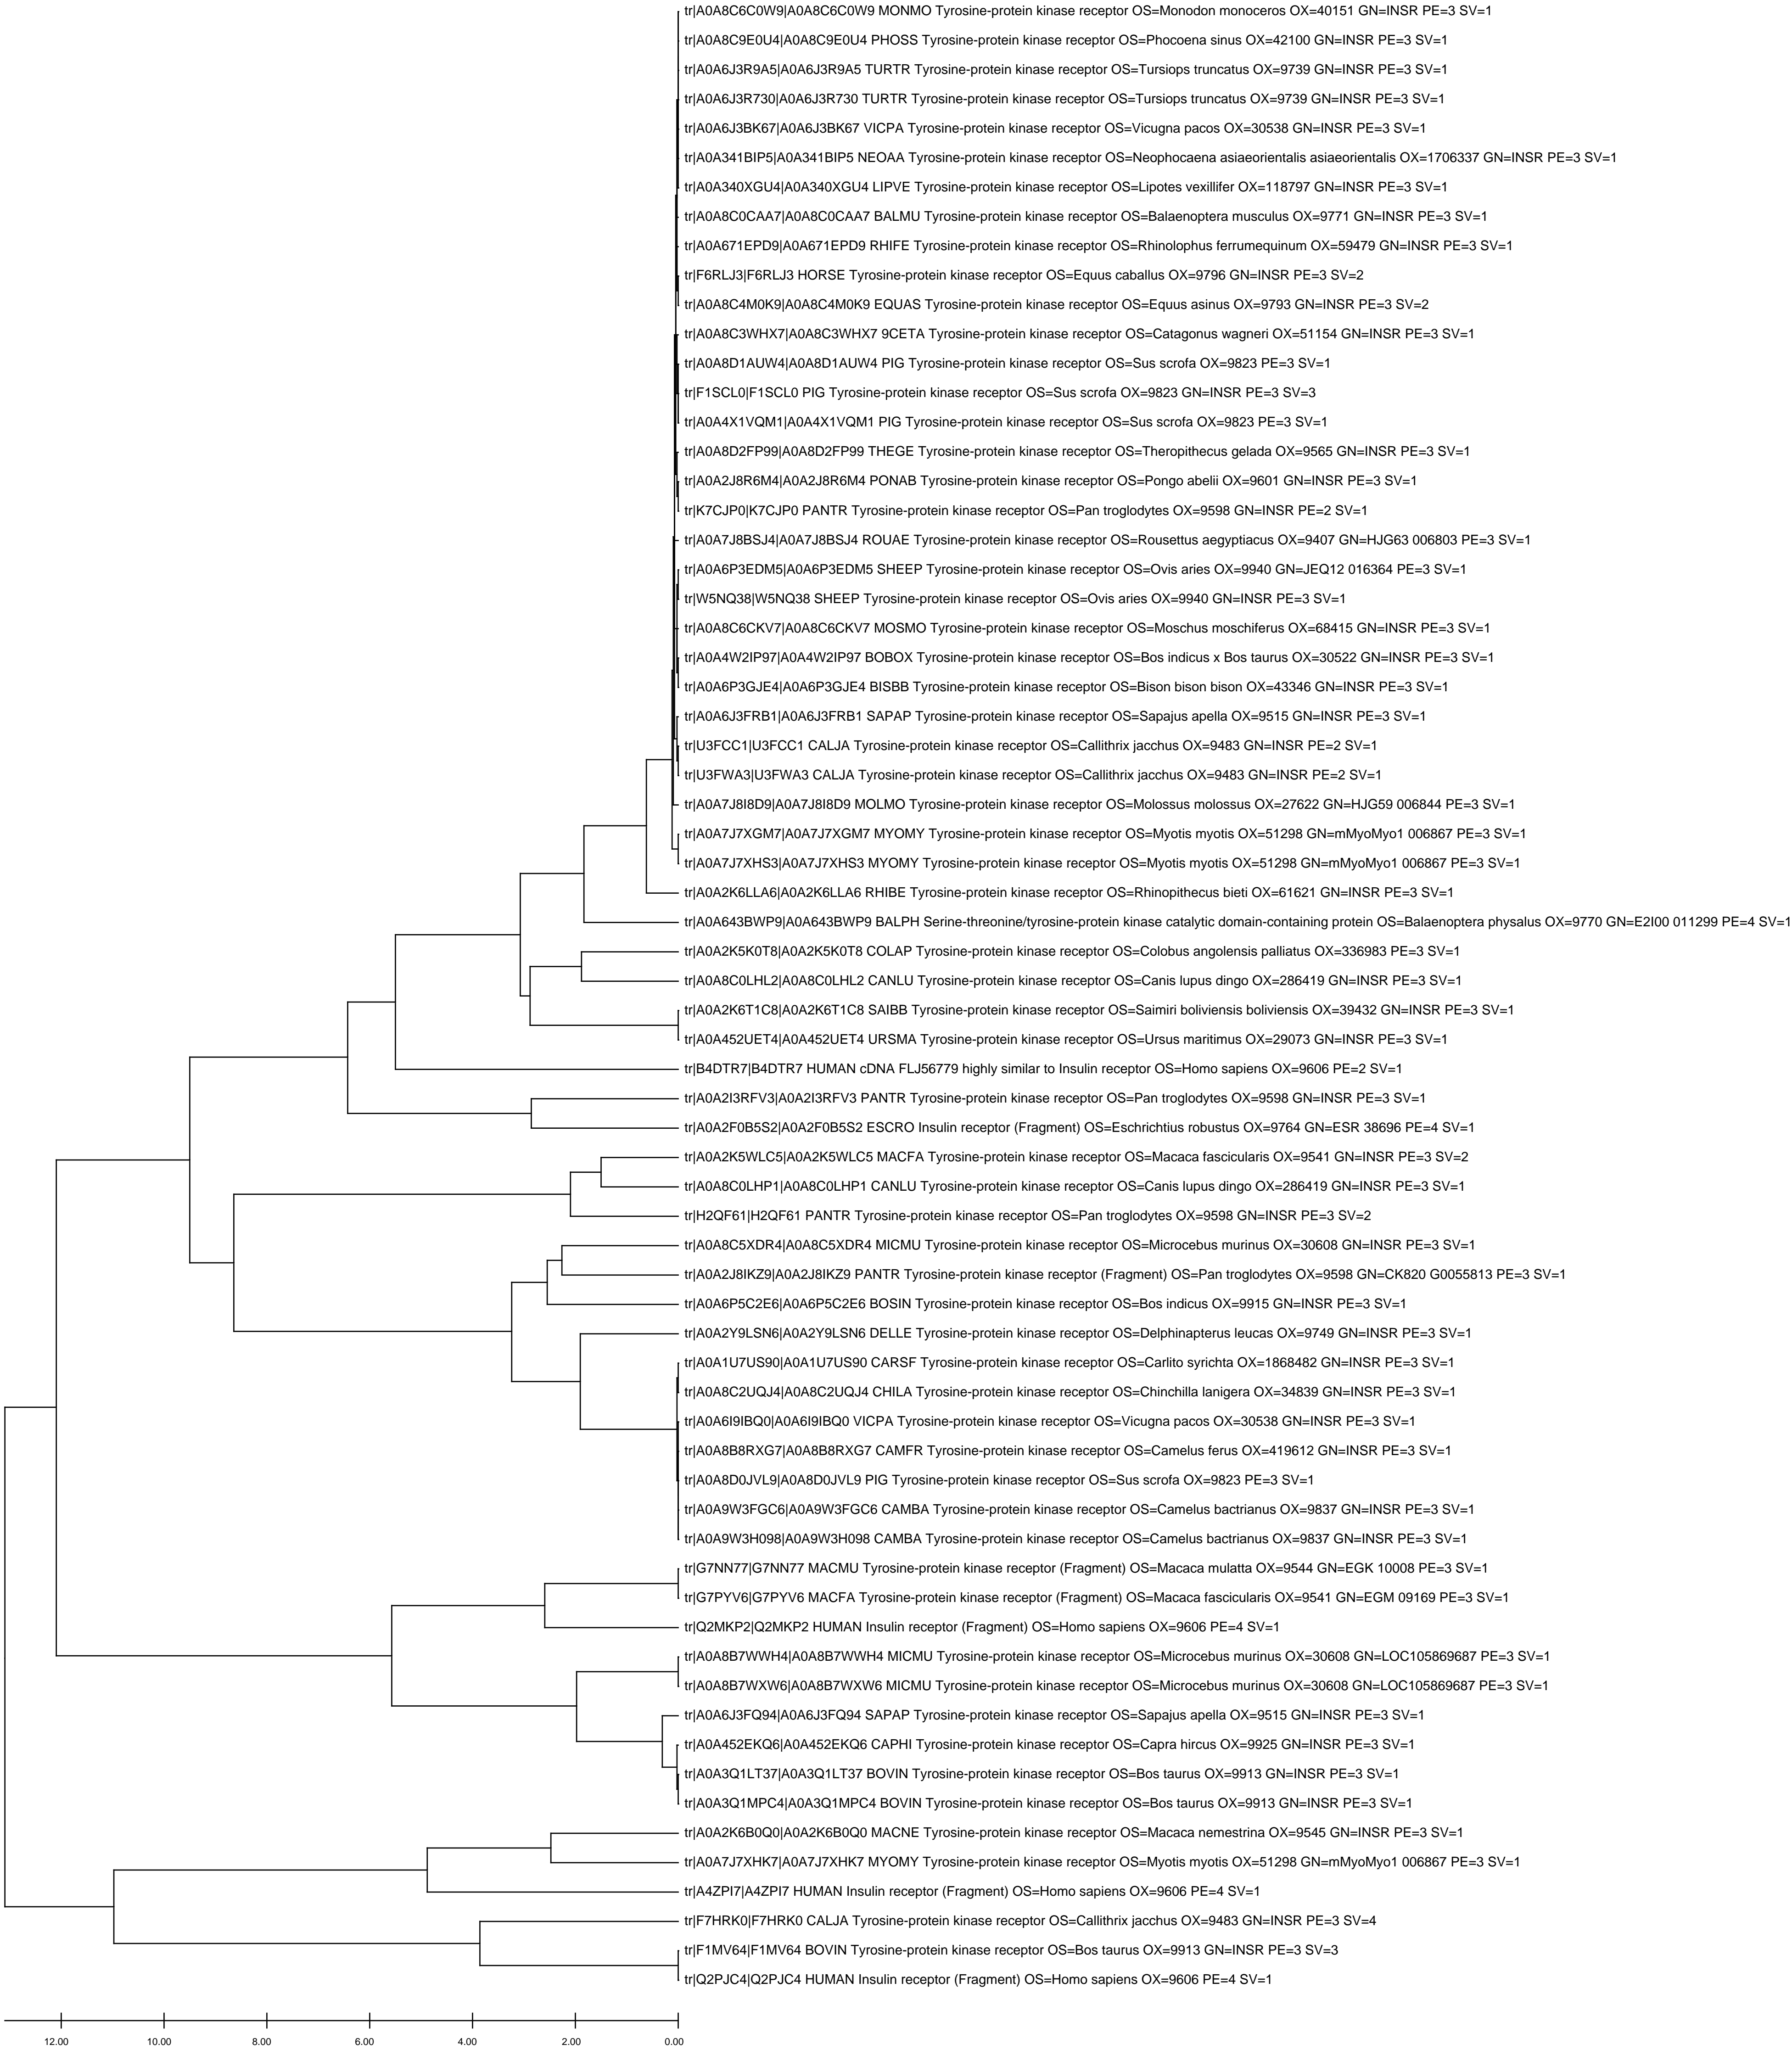 tr|A0A8C6C0W9|A0A8C6C0W9 MONMO Tyrosine-protein kinase receptor OS=Monodon monoceros OX=40151 GN=INSR PE=3 SV=1
tr|A0A8C9E0U4|A0A8C9E0U4 PHOSS Tyrosine-protein kinase receptor OS=Phocoena sinus OX=42100 GN=INSR PE=3 SV=1
tr|A0A6J3R9A5|A0A6J3R9A5 TURTR Tyrosine-protein kinase receptor OS=Tursiops truncatus OX=9739 GN=INSR PE=3 SV=1
tr|A0A6J3R730|A0A6J3R730 TURTR Tyrosine-protein kinase receptor OS=Tursiops truncatus OX=9739 GN=INSR PE=3 SV=1
tr|A0A6J3BK67|A0A6J3BK67 VICPA Tyrosine-protein kinase receptor OS=Vicugna pacos OX=30538 GN=INSR PE=3 SV=1
tr|A0A341BIP5|A0A341BIP5 NEOAA Tyrosine-protein kinase receptor OS=Neophocaena asiaeorientalis asiaeorientalis OX=1706337 GN=INSR PE=3 SV=1
tr|A0A340XGU4|A0A340XGU4 LIPVE Tyrosine-protein kinase receptor OS=Lipotes vexillifer OX=118797 GN=INSR PE=3 SV=1
tr|A0A8C0CAA7|A0A8C0CAA7 BALMU Tyrosine-protein kinase receptor OS=Balaenoptera musculus OX=9771 GN=INSR PE=3 SV=1
tr|A0A671EPD9|A0A671EPD9 RHIFE Tyrosine-protein kinase receptor OS=Rhinolophus ferrumequinum OX=59479 GN=INSR PE=3 SV=1
tr|F6RLJ3|F6RLJ3 HORSE Tyrosine-protein kinase receptor OS=Equus caballus OX=9796 GN=INSR PE=3 SV=2
tr|A0A8C4M0K9|A0A8C4M0K9 EQUAS Tyrosine-protein kinase receptor OS=Equus asinus OX=9793 GN=INSR PE=3 SV=2
tr|A0A8C3WHX7|A0A8C3WHX7 9CETA Tyrosine-protein kinase receptor OS=Catagonus wagneri OX=51154 GN=INSR PE=3 SV=1
tr|A0A8D1AUW4|A0A8D1AUW4 PIG Tyrosine-protein kinase receptor OS=Sus scrofa OX=9823 PE=3 SV=1
tr|F1SCL0|F1SCL0 PIG Tyrosine-protein kinase receptor OS=Sus scrofa OX=9823 GN=INSR PE=3 SV=3
tr|A0A4X1VQM1|A0A4X1VQM1 PIG Tyrosine-protein kinase receptor OS=Sus scrofa OX=9823 PE=3 SV=1
tr|A0A8D2FP99|A0A8D2FP99 THEGE Tyrosine-protein kinase receptor OS=Theropithecus gelada OX=9565 GN=INSR PE=3 SV=1
tr|A0A2J8R6M4|A0A2J8R6M4 PONAB Tyrosine-protein kinase receptor OS=Pongo abelii OX=9601 GN=INSR PE=3 SV=1
tr|K7CJP0|K7CJP0 PANTR Tyrosine-protein kinase receptor OS=Pan troglodytes OX=9598 GN=INSR PE=2 SV=1
tr|A0A7J8BSJ4|A0A7J8BSJ4 ROUAE Tyrosine-protein kinase receptor OS=Rousettus aegyptiacus OX=9407 GN=HJG63 006803 PE=3 SV=1
tr|A0A6P3EDM5|A0A6P3EDM5 SHEEP Tyrosine-protein kinase receptor OS=Ovis aries OX=9940 GN=JEQ12 016364 PE=3 SV=1
tr|W5NQ38|W5NQ38 SHEEP Tyrosine-protein kinase receptor OS=Ovis aries OX=9940 GN=INSR PE=3 SV=1
tr|A0A8C6CKV7|A0A8C6CKV7 MOSMO Tyrosine-protein kinase receptor OS=Moschus moschiferus OX=68415 GN=INSR PE=3 SV=1
tr|A0A4W2IP97|A0A4W2IP97 BOBOX Tyrosine-protein kinase receptor OS=Bos indicus x Bos taurus OX=30522 GN=INSR PE=3 SV=1
tr|A0A6P3GJE4|A0A6P3GJE4 BISBB Tyrosine-protein kinase receptor OS=Bison bison bison OX=43346 GN=INSR PE=3 SV=1
tr|A0A6J3FRB1|A0A6J3FRB1 SAPAP Tyrosine-protein kinase receptor OS=Sapajus apella OX=9515 GN=INSR PE=3 SV=1
tr|U3FCC1|U3FCC1 CALJA Tyrosine-protein kinase receptor OS=Callithrix jacchus OX=9483 GN=INSR PE=2 SV=1
tr|U3FWA3|U3FWA3 CALJA Tyrosine-protein kinase receptor OS=Callithrix jacchus OX=9483 GN=INSR PE=2 SV=1
tr|A0A7J8I8D9|A0A7J8I8D9 MOLMO Tyrosine-protein kinase receptor OS=Molossus molossus OX=27622 GN=HJG59 006844 PE=3 SV=1
tr|A0A7J7XGM7|A0A7J7XGM7 MYOMY Tyrosine-protein kinase receptor OS=Myotis myotis OX=51298 GN=mMyoMyo1 006867 PE=3 SV=1
tr|A0A7J7XHS3|A0A7J7XHS3 MYOMY Tyrosine-protein kinase receptor OS=Myotis myotis OX=51298 GN=mMyoMyo1 006867 PE=3 SV=1
tr|A0A2K6LLA6|A0A2K6LLA6 RHIBE Tyrosine-protein kinase receptor OS=Rhinopithecus bieti OX=61621 GN=INSR PE=3 SV=1
tr|A0A643BWP9|A0A643BWP9 BALPH Serine-threonine/tyrosine-protein kinase catalytic domain-containing protein OS=Balaenoptera physalus OX=9770 GN=E2I00 011299 PE=4 SV=1
tr|A0A2K5K0T8|A0A2K5K0T8 COLAP Tyrosine-protein kinase receptor OS=Colobus angolensis palliatus OX=336983 PE=3 SV=1
tr|A0A8C0LHL2|A0A8C0LHL2 CANLU Tyrosine-protein kinase receptor OS=Canis lupus dingo OX=286419 GN=INSR PE=3 SV=1
tr|A0A2K6T1C8|A0A2K6T1C8 SAIBB Tyrosine-protein kinase receptor OS=Saimiri boliviensis boliviensis OX=39432 GN=INSR PE=3 SV=1
tr|A0A452UET4|A0A452UET4 URSMA Tyrosine-protein kinase receptor OS=Ursus maritimus OX=29073 GN=INSR PE=3 SV=1
tr|B4DTR7|B4DTR7 HUMAN cDNA FLJ56779 highly similar to Insulin receptor OS=Homo sapiens OX=9606 PE=2 SV=1
tr|A0A2I3RFV3|A0A2I3RFV3 PANTR Tyrosine-protein kinase receptor OS=Pan troglodytes OX=9598 GN=INSR PE=3 SV=1
tr|A0A2F0B5S2|A0A2F0B5S2 ESCRO Insulin receptor (Fragment) OS=Eschrichtius robustus OX=9764 GN=ESR 38696 PE=4 SV=1
tr|A0A2K5WLC5|A0A2K5WLC5 MACFA Tyrosine-protein kinase receptor OS=Macaca fascicularis OX=9541 GN=INSR PE=3 SV=2
tr|A0A8C0LHP1|A0A8C0LHP1 CANLU Tyrosine-protein kinase receptor OS=Canis lupus dingo OX=286419 GN=INSR PE=3 SV=1
tr|H2QF61|H2QF61 PANTR Tyrosine-protein kinase receptor OS=Pan troglodytes OX=9598 GN=INSR PE=3 SV=2
tr|A0A8C5XDR4|A0A8C5XDR4 MICMU Tyrosine-protein kinase receptor OS=Microcebus murinus OX=30608 GN=INSR PE=3 SV=1
tr|A0A2J8IKZ9|A0A2J8IKZ9 PANTR Tyrosine-protein kinase receptor (Fragment) OS=Pan troglodytes OX=9598 GN=CK820 G0055813 PE=3 SV=1
tr|A0A6P5C2E6|A0A6P5C2E6 BOSIN Tyrosine-protein kinase receptor OS=Bos indicus OX=9915 GN=INSR PE=3 SV=1
tr|A0A2Y9LSN6|A0A2Y9LSN6 DELLE Tyrosine-protein kinase receptor OS=Delphinapterus leucas OX=9749 GN=INSR PE=3 SV=1
tr|A0A1U7US90|A0A1U7US90 CARSF Tyrosine-protein kinase receptor OS=Carlito syrichta OX=1868482 GN=INSR PE=3 SV=1
tr|A0A8C2UQJ4|A0A8C2UQJ4 CHILA Tyrosine-protein kinase receptor OS=Chinchilla lanigera OX=34839 GN=INSR PE=3 SV=1
tr|A0A6I9IBQ0|A0A6I9IBQ0 VICPA Tyrosine-protein kinase receptor OS=Vicugna pacos OX=30538 GN=INSR PE=3 SV=1
tr|A0A8B8RXG7|A0A8B8RXG7 CAMFR Tyrosine-protein kinase receptor OS=Camelus ferus OX=419612 GN=INSR PE=3 SV=1
tr|A0A8D0JVL9|A0A8D0JVL9 PIG Tyrosine-protein kinase receptor OS=Sus scrofa OX=9823 PE=3 SV=1
tr|A0A9W3FGC6|A0A9W3FGC6 CAMBA Tyrosine-protein kinase receptor OS=Camelus bactrianus OX=9837 GN=INSR PE=3 SV=1
tr|A0A9W3H098|A0A9W3H098 CAMBA Tyrosine-protein kinase receptor OS=Camelus bactrianus OX=9837 GN=INSR PE=3 SV=1
tr|G7NN77|G7NN77 MACMU Tyrosine-protein kinase receptor (Fragment) OS=Macaca mulatta OX=9544 GN=EGK 10008 PE=3 SV=1
tr|G7PYV6|G7PYV6 MACFA Tyrosine-protein kinase receptor (Fragment) OS=Macaca fascicularis OX=9541 GN=EGM 09169 PE=3 SV=1
tr|Q2MKP2|Q2MKP2 HUMAN Insulin receptor (Fragment) OS=Homo sapiens OX=9606 PE=4 SV=1
tr|A0A8B7WWH4|A0A8B7WWH4 MICMU Tyrosine-protein kinase receptor OS=Microcebus murinus OX=30608 GN=LOC105869687 PE=3 SV=1
tr|A0A8B7WXW6|A0A8B7WXW6 MICMU Tyrosine-protein kinase receptor OS=Microcebus murinus OX=30608 GN=LOC105869687 PE=3 SV=1
tr|A0A6J3FQ94|A0A6J3FQ94 SAPAP Tyrosine-protein kinase receptor OS=Sapajus apella OX=9515 GN=INSR PE=3 SV=1
tr|A0A452EKQ6|A0A452EKQ6 CAPHI Tyrosine-protein kinase receptor OS=Capra hircus OX=9925 GN=INSR PE=3 SV=1
tr|A0A3Q1LT37|A0A3Q1LT37 BOVIN Tyrosine-protein kinase receptor OS=Bos taurus OX=9913 GN=INSR PE=3 SV=1
tr|A0A3Q1MPC4|A0A3Q1MPC4 BOVIN Tyrosine-protein kinase receptor OS=Bos taurus OX=9913 GN=INSR PE=3 SV=1
tr|A0A2K6B0Q0|A0A2K6B0Q0 MACNE Tyrosine-protein kinase receptor OS=Macaca nemestrina OX=9545 GN=INSR PE=3 SV=1
tr|A0A7J7XHK7|A0A7J7XHK7 MYOMY Tyrosine-protein kinase receptor OS=Myotis myotis OX=51298 GN=mMyoMyo1 006867 PE=3 SV=1
tr|A4ZPI7|A4ZPI7 HUMAN Insulin receptor (Fragment) OS=Homo sapiens OX=9606 PE=4 SV=1
tr|F7HRK0|F7HRK0 CALJA Tyrosine-protein kinase receptor OS=Callithrix jacchus OX=9483 GN=INSR PE=3 SV=4
tr|F1MV64|F1MV64 BOVIN Tyrosine-protein kinase receptor OS=Bos taurus OX=9913 GN=INSR PE=3 SV=3
tr|Q2PJC4|Q2PJC4 HUMAN Insulin receptor (Fragment) OS=Homo sapiens OX=9606 PE=4 SV=1
12.00 10.00 8.00 6.00 4.00 2.00 0.00